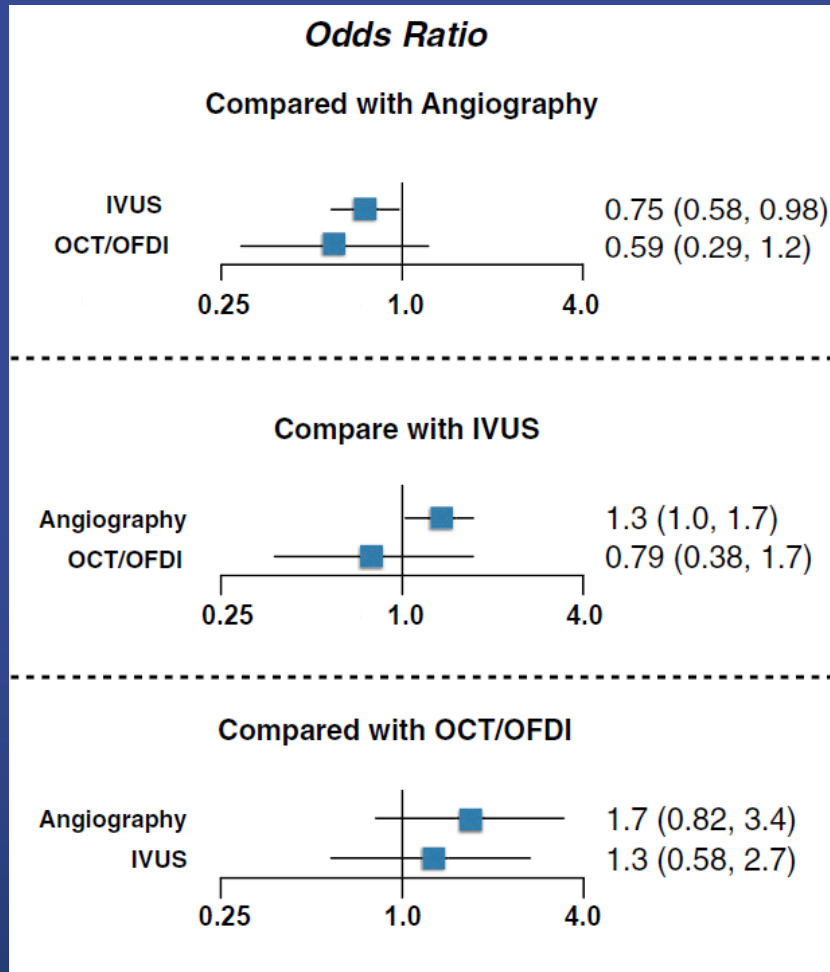 Odds Ratio
Compared with Angiography
IVUS 0.75 (0.58, 0.98)
OCT/OFDI 0.59 (0.29, 1.2)
0.25 1.0 4.0
Compare with IVUS
Angiography 1.3 (1.0, 1.7)
OCT/OFDI 0.79 (0.38, 1.7)
0.25 1.0 4.0
Compared with OCT/OFDI
Angiography 1.7 (0.82, 3.4)
IVUS 1.3 (0.58, 2.7)
0.25 1.0 4.0